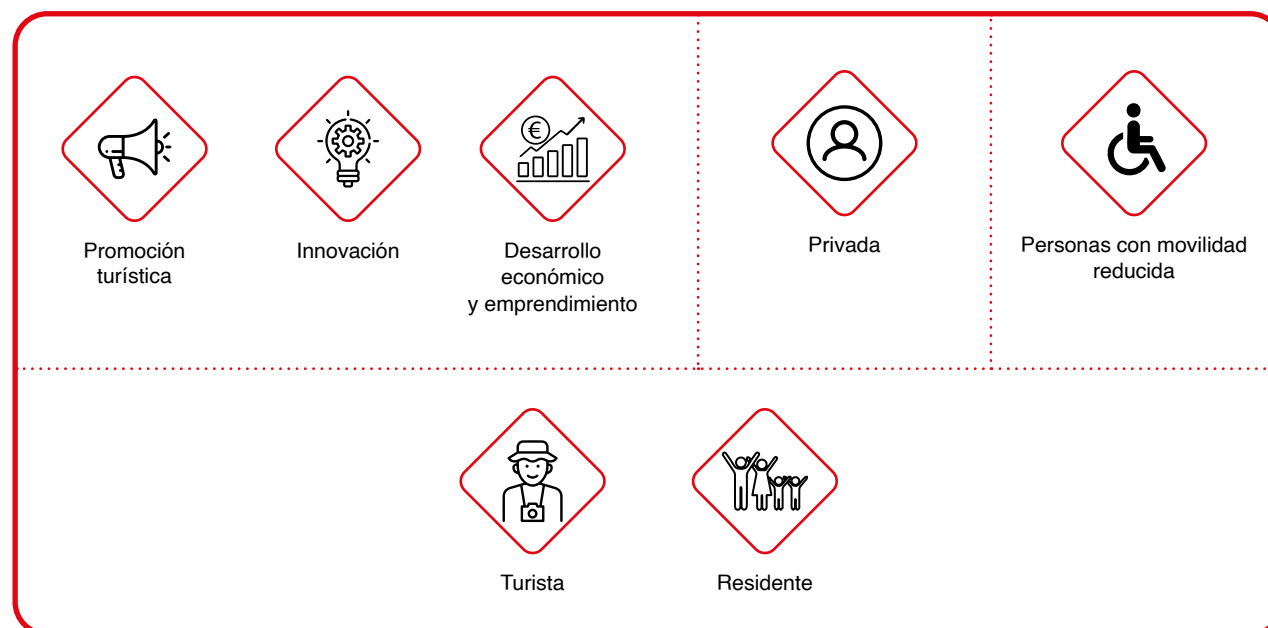 Promoción
turística
Innovación
Desarrollo
económico
y emprendimiento
Privada
Personas con movilidad
reducida
€
Turista
Residente